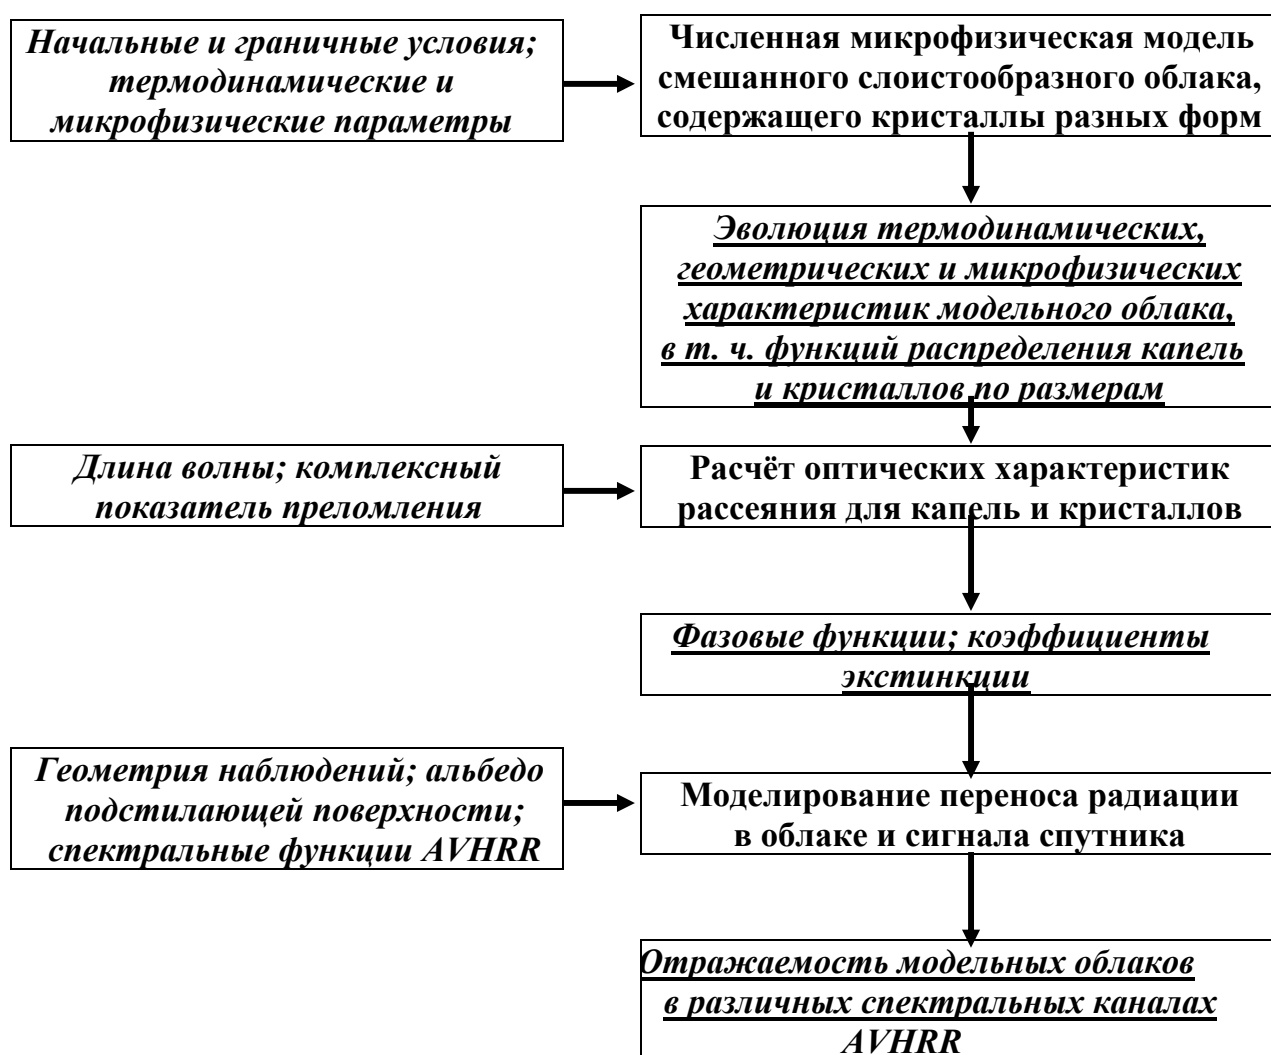 Начальные и граничные условия;
термодинамические и
микрофизические параметры
Численная микрофизическая модель
смешанного слоистообразного облака,
содержащего кристаллы разных форм
Эволюция термодинамических,
геометрических и микрофизических
характеристик модельного облака,
в т. ч. функций распределения капель
и кристаллов по размерам
Длина волны; комплексный
показатель преломления
Расчёт оптических характеристик
рассеяния для капель и кристаллов
Фазовые функции; коэффициенты
экстинкции
Геометрия наблюдений; альбедо
подстилающей поверхности;
спектральные функции AVHRR
Моделирование переноса радиации
в облаке и сигнала спутника
Отражаемость модельных облаков
в различных спектральных каналах
AVHRR